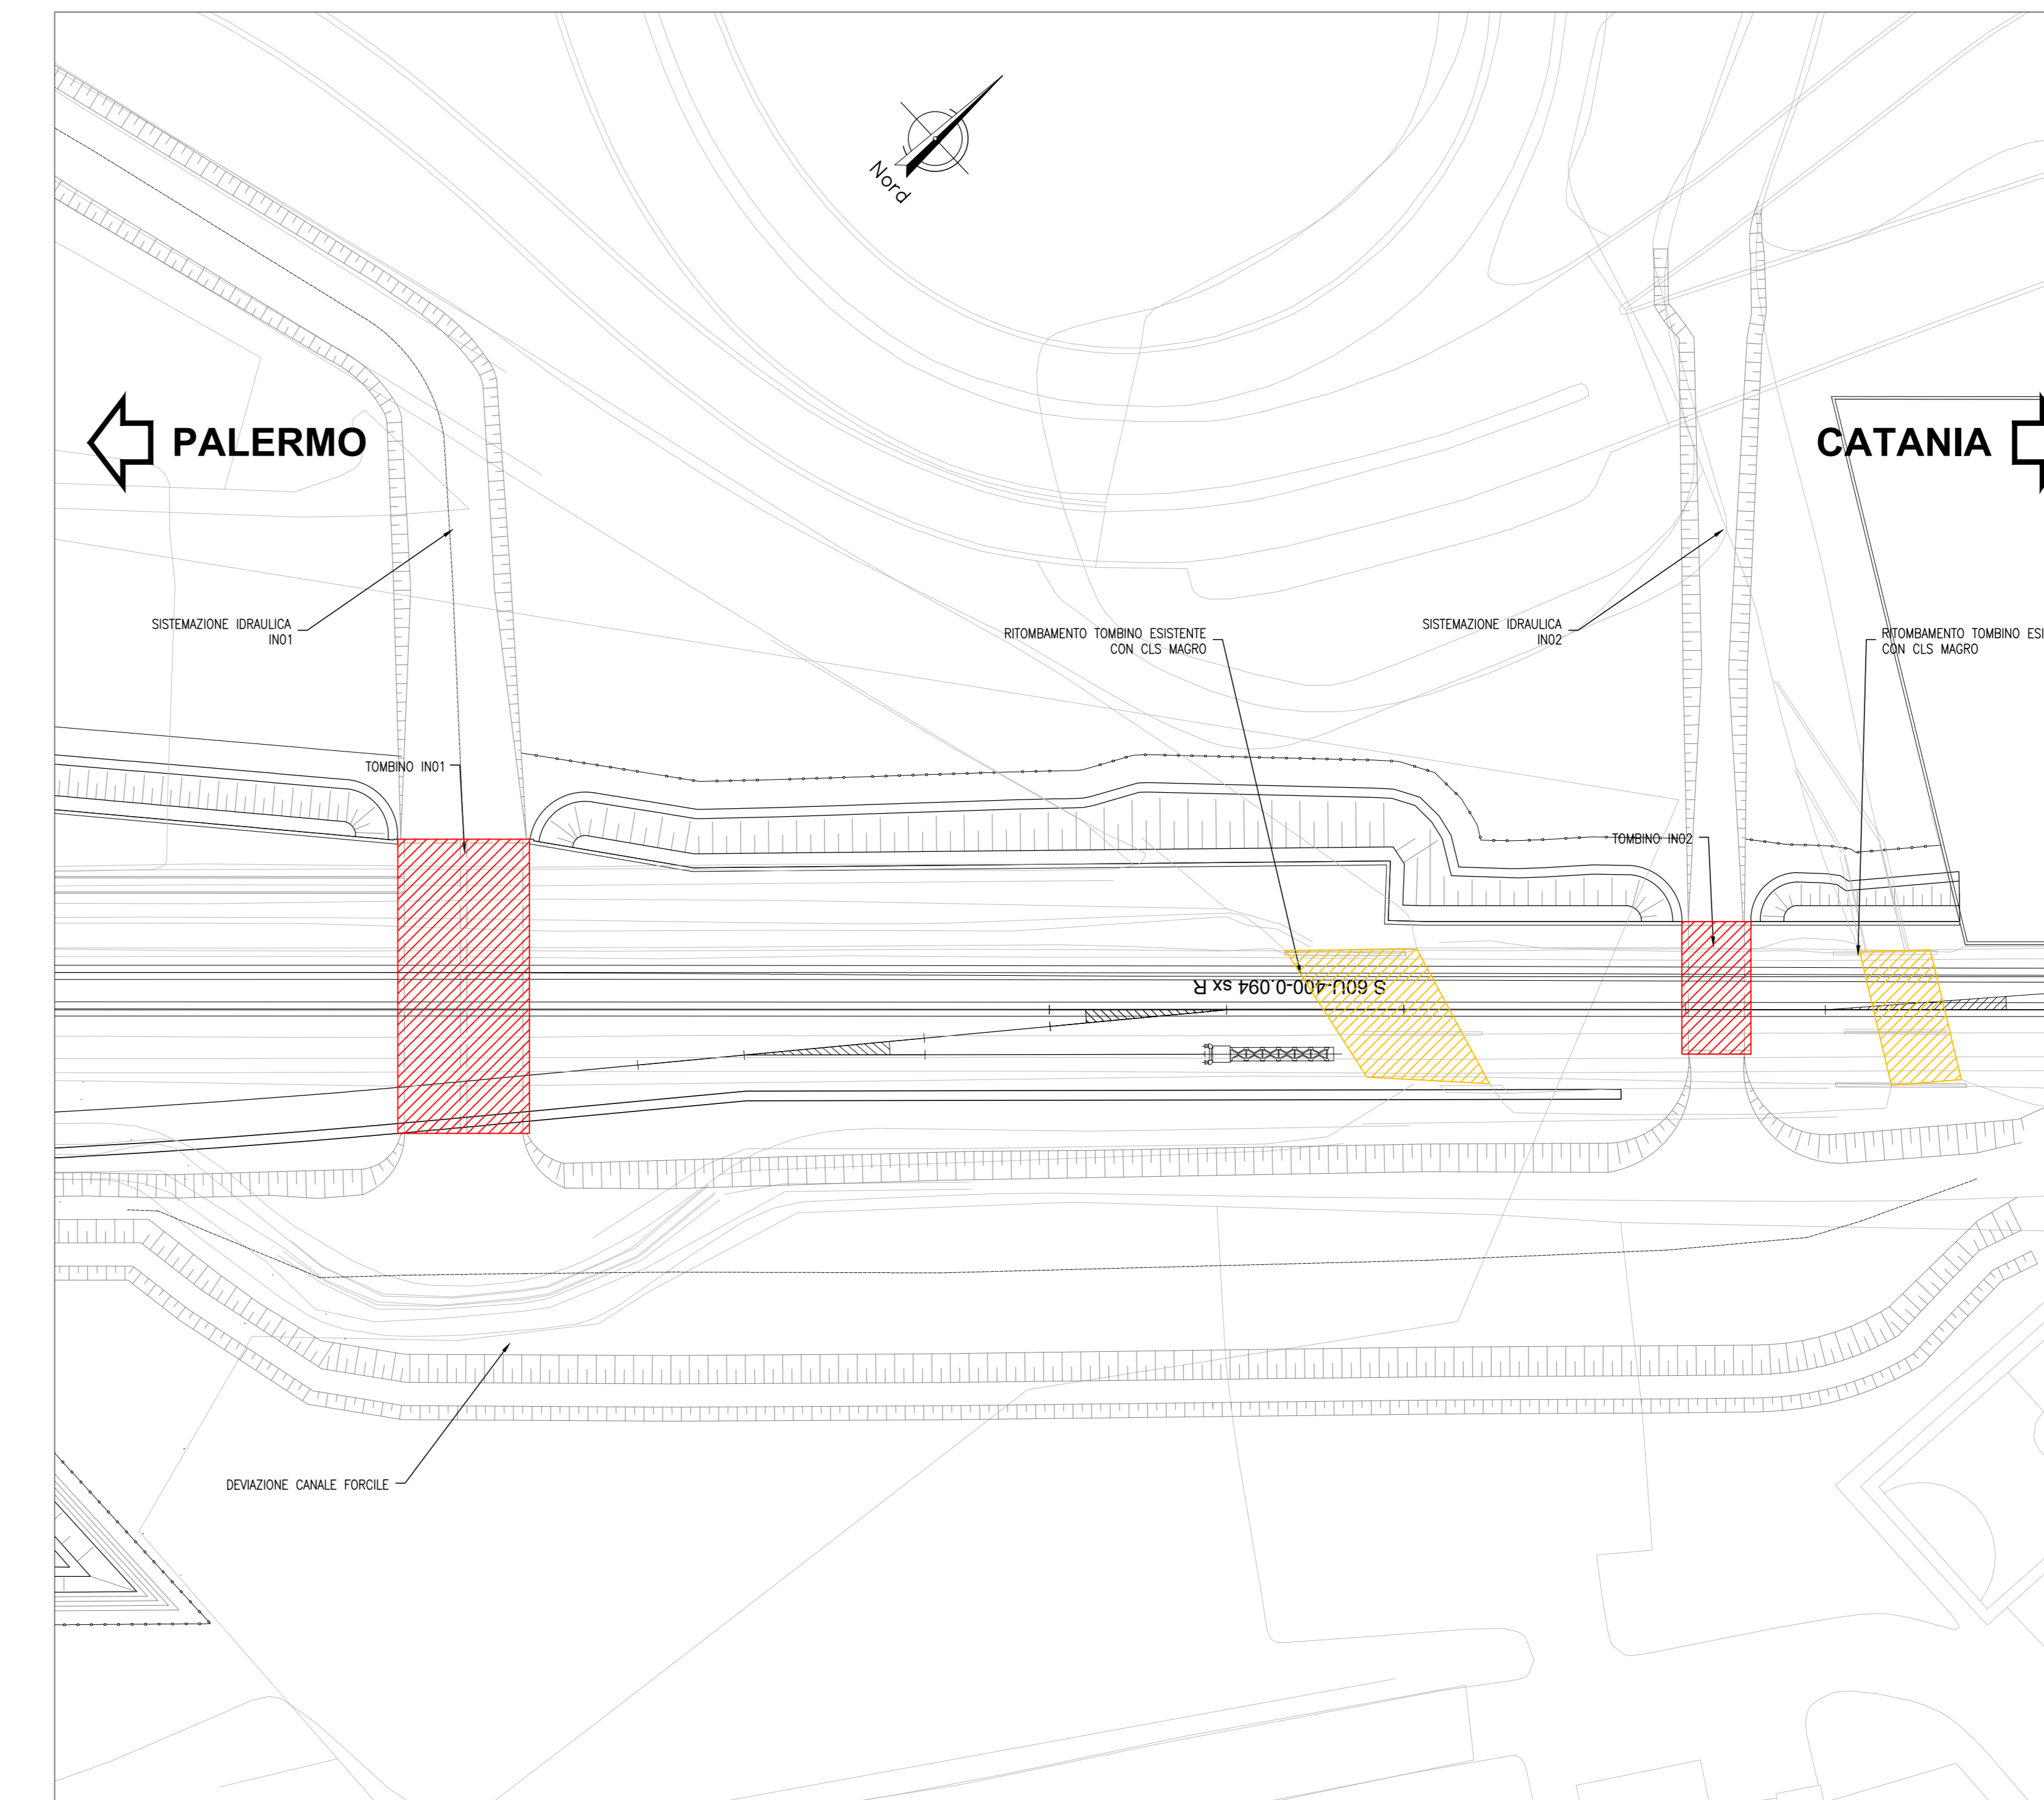 Nord
PALERMO
CATANIA
SISTEMAZIONE IDRAULICA
IN01
RITOMBAMENTO TOMBINO ESISTENTE
CON CLS MAGRO
SISTEMAZIONE IDRAULICA
IN02
RITOMBAMENTO TOMBINO ESI
CON CLS MAGRO
TOMBINO IN01
TOMBINO IN02
S 60U-400-0.094 sx R
DEVIAZIONE CANALE FORCILE